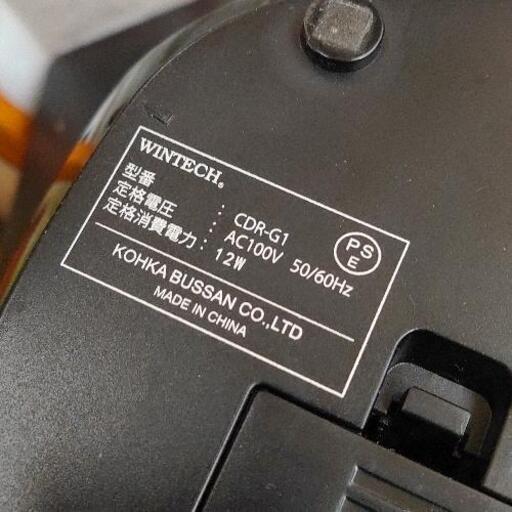 WINTECH®
型番 : CDR-G1
定格電圧 : AC100V 50/60Hz
定格消費電力 : 12W
PS
E
KOHKA BUSSAN CO.,LTD
MADE IN CHINA